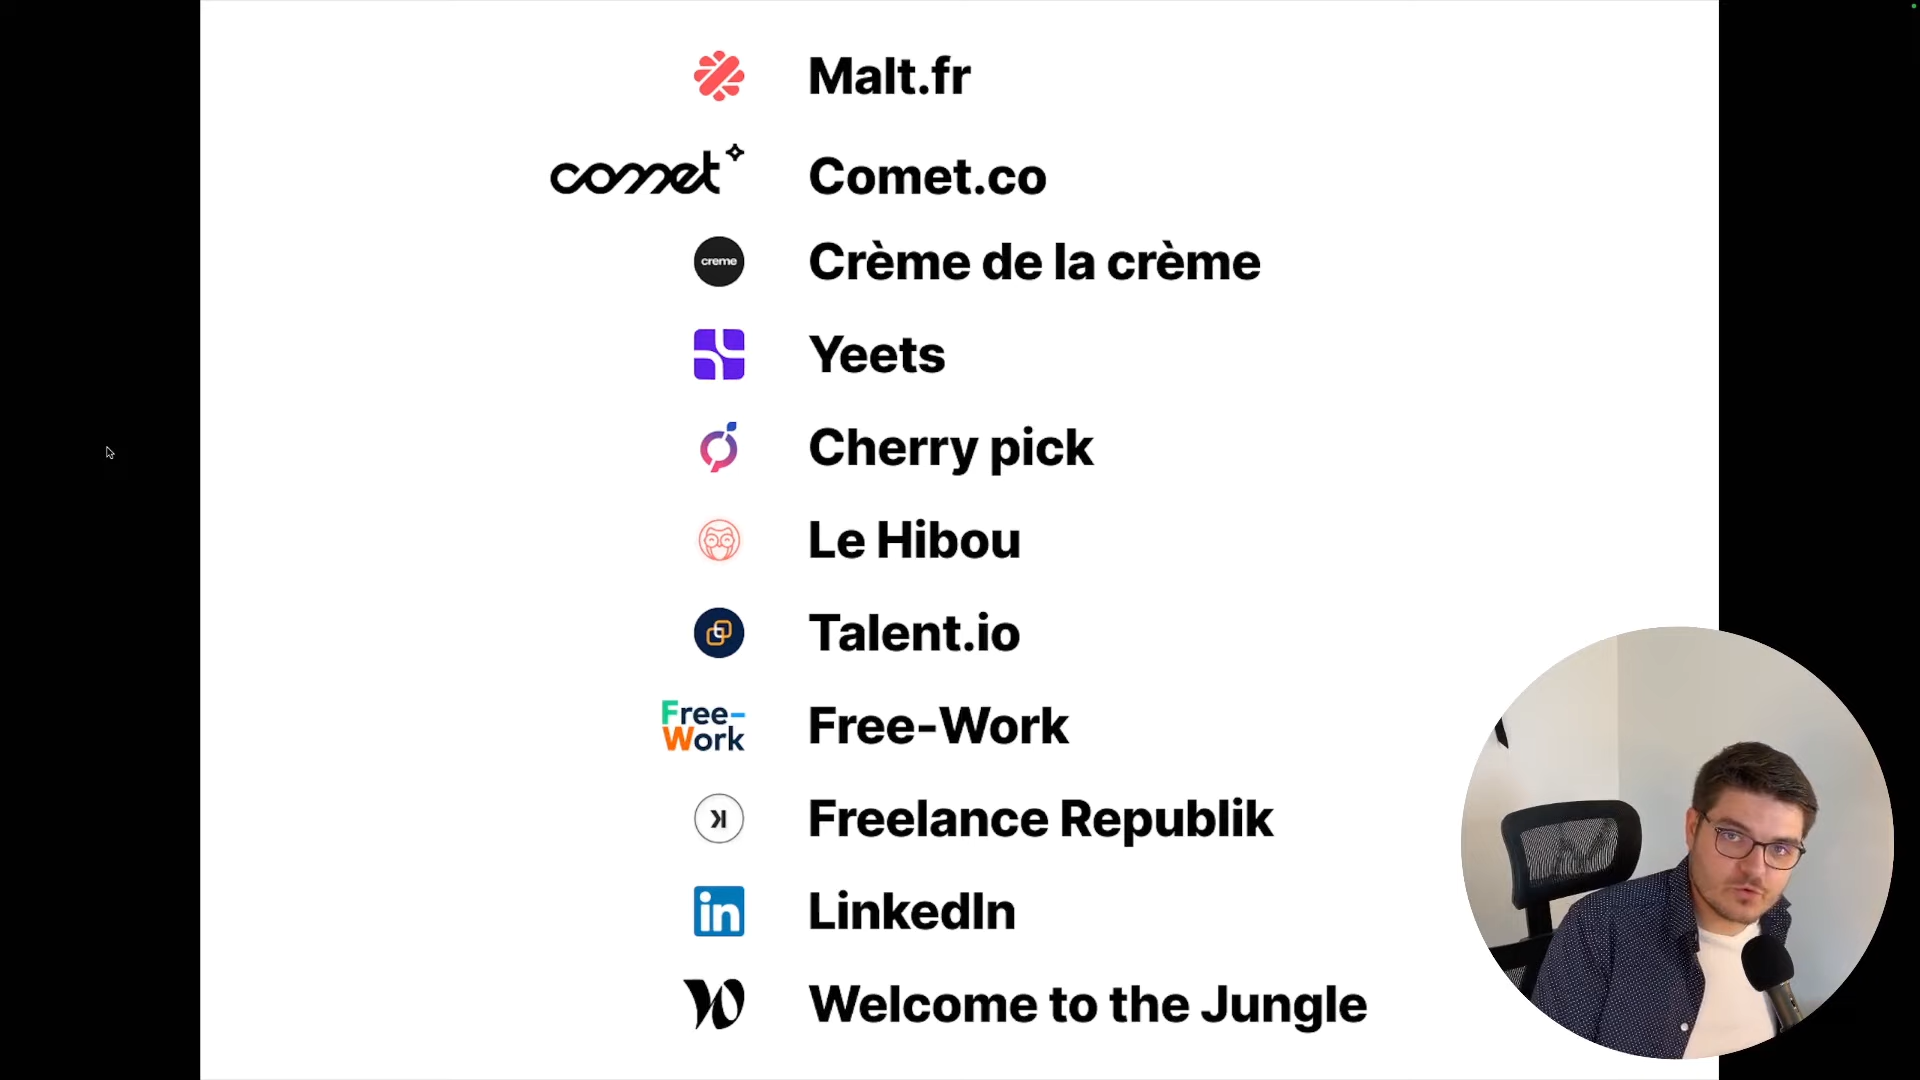 Malt.fr
comet Comet.co
creme Crème de la crème
Yeets
Cherry pick
Le Hibou
Talent.io
Free-
Work
Free-Work
Freelance Republik
in LinkedIn
Welcome to the Jungle